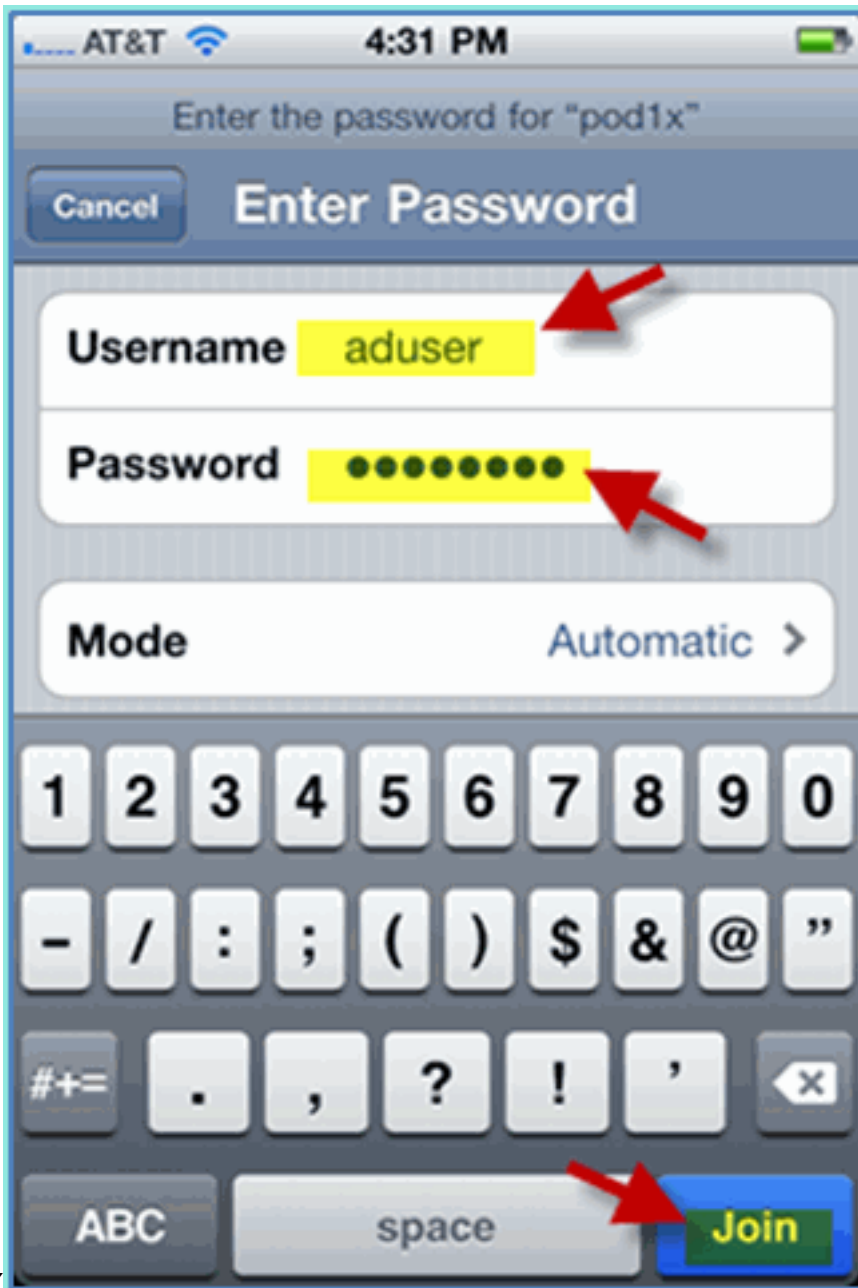 AT&T 4:31 PM
Enter the password for “pod1x”
Cancel Enter Password
Username aduser
Password ●●●●●●●●
Mode Automatic >
1 2 3 4 5 6 7 8 9 0
- / : ; ( ) $ & @ ”
#+= . , ? ! ’
ABC space Join